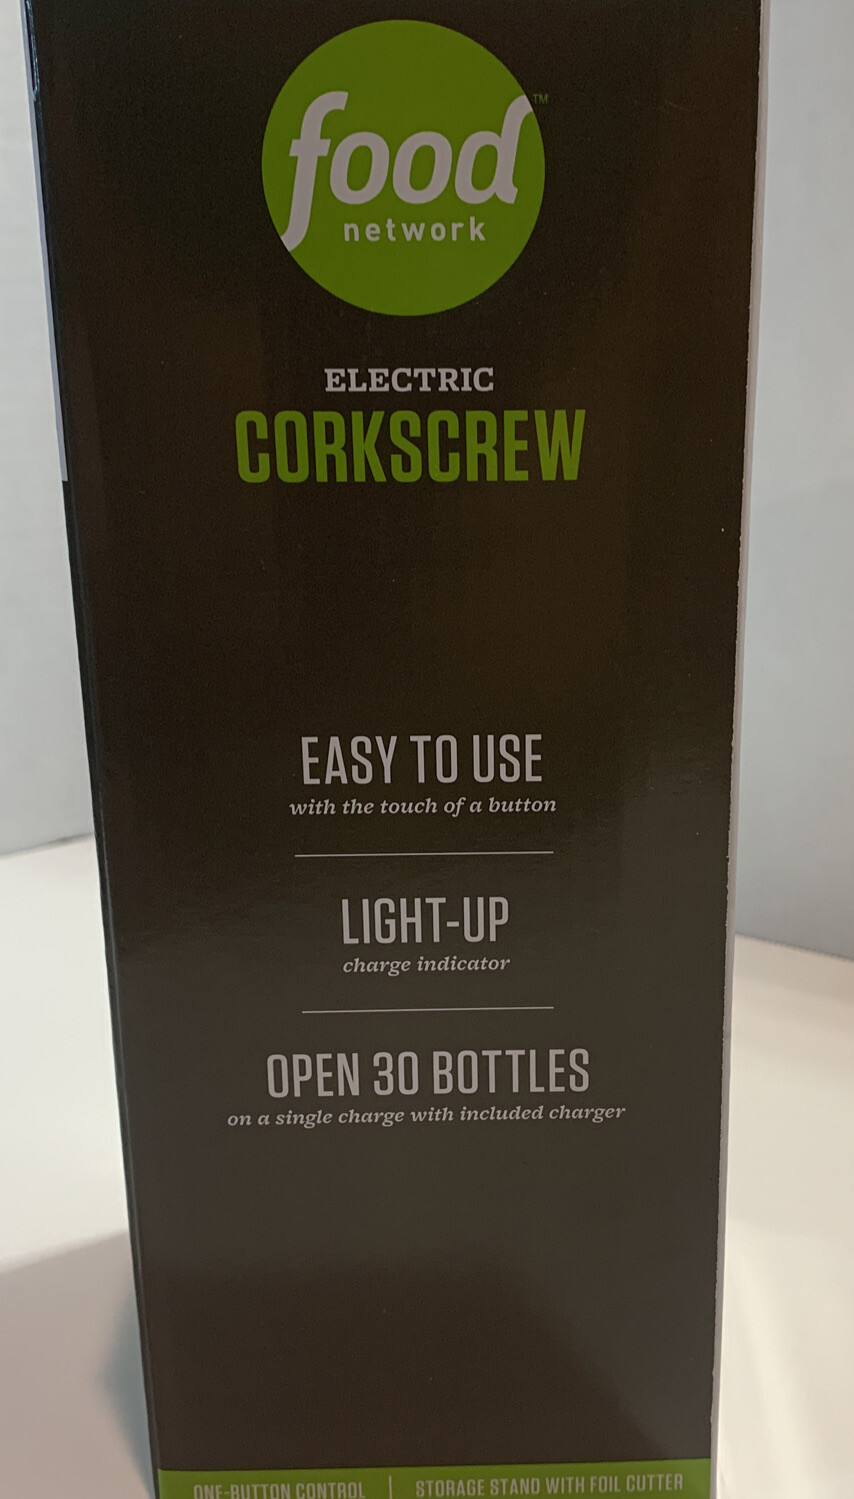 food™
network
ELECTRIC
CORKSCREW
EASY TO USE
with the touch of a button
LIGHT-UP
charge indicator
OPEN 30 BOTTLES
on a single charge with included charger
ONE-BUTTON CONTROL | STORAGE STAND WITH FOIL CUTTER